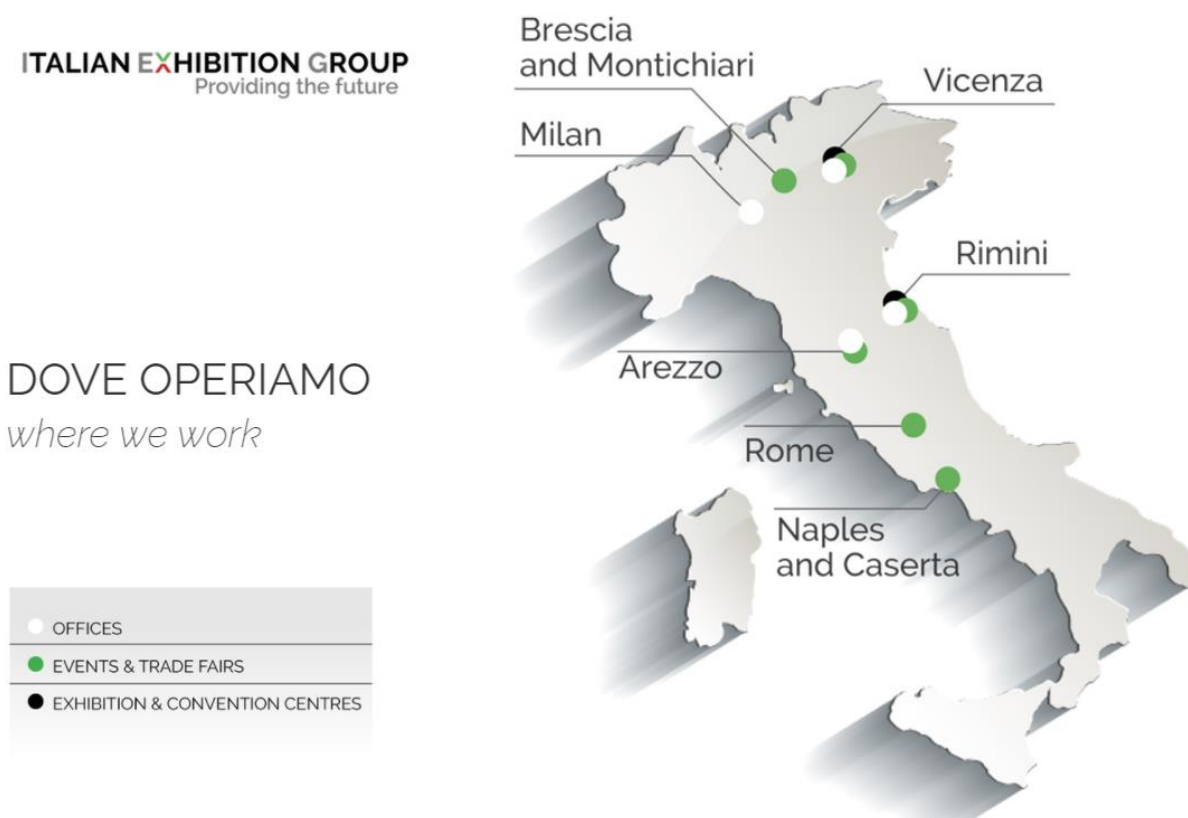 ITALIAN EXHIBITION GROUP
Providing the future
DOVE OPERIAMO
where we work
OFFICES
EVENTS & TRADE FAIRS
EXHIBITION & CONVENTION CENTRES
Brescia
and Montichiari
Vicenza
Milan
Rimini
Arezzo
Rome
Naples
and Caserta